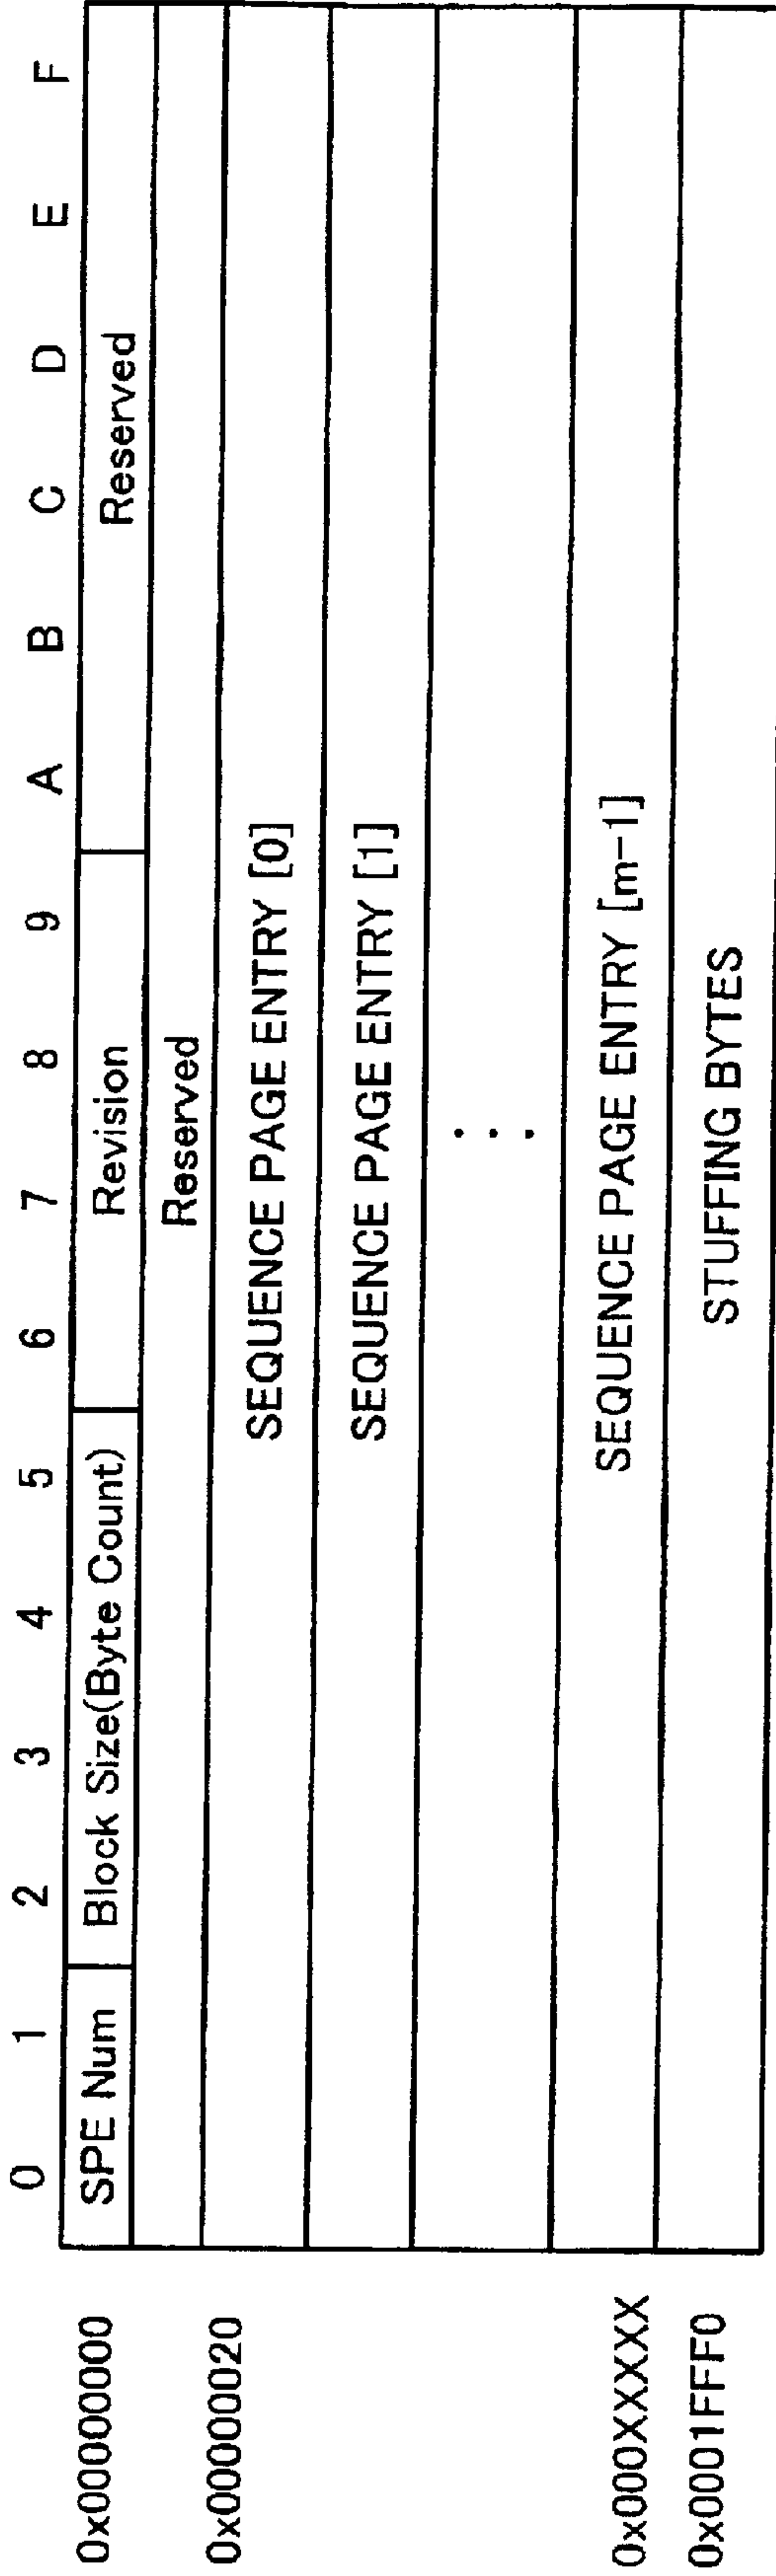 0 1 2 3 4 5 6 7 8 9 A B C D E F
0x00000000 SPE Num Block Size(Byte Count) Revision Reserved
Reserved
0x00000020 SEQUENCE PAGE ENTRY [0]
SEQUENCE PAGE ENTRY [1]
...
0x000XXXXX SEQUENCE PAGE ENTRY [m-1]
0x0001FFF0 STUFFING BYTES